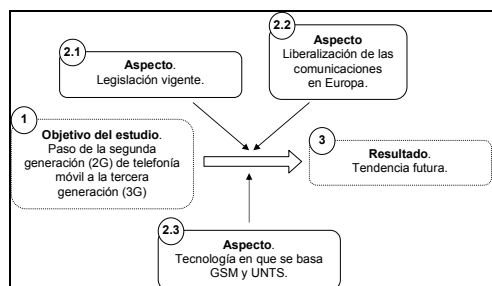 2.1
Aspecto.
Legislación vigente.
2.2
Aspecto.
Liberalización de las
comunicaciones
en Europa.
1
Objetivo del estudio.
Paso de la segunda
generación (2G) de telefonía
móvil a la tercera
generación (3G)
3
Resultado.
Tendencia futura.
2.3
Aspecto.
Tecnología en que se basa
GSM y UNTS.